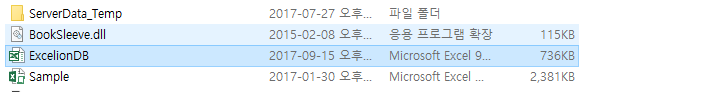 ServerData_Temp 2017-07-27 오후... 파일 폴더
BookSleeve.dll 2015-02-08 오후... 응용 프로그램 확장 115KB
ExcelionDB 2017-09-15 오후... Microsoft Excel 9... 736KB
Sample 2017-01-30 오후... Microsoft Excel ... 2,381KB